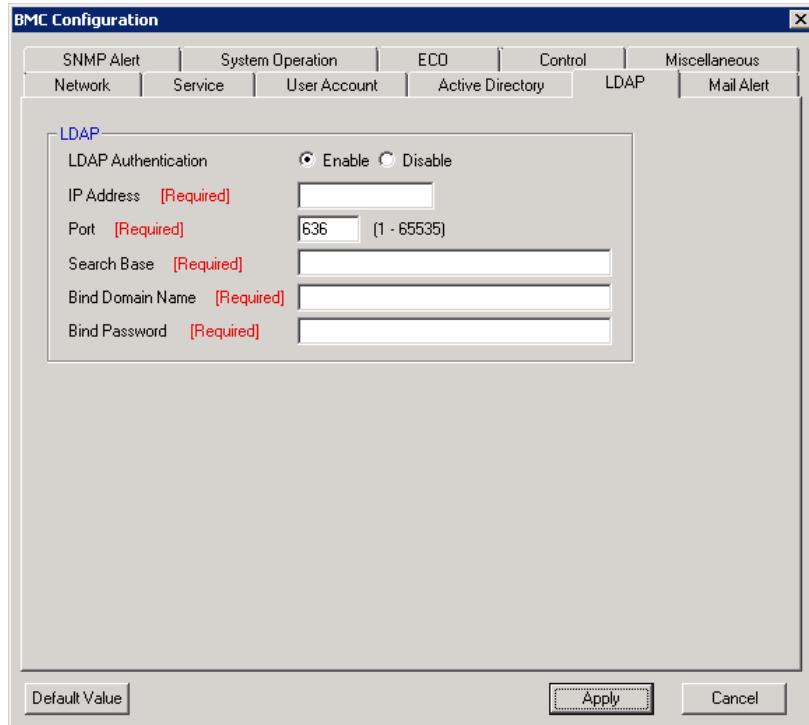 BMC Configuration
SNMP Alert System Operation ECO Control Miscellaneous
Network Service User Account Active Directory LDAP Mail Alert
LDAP
LDAP Authentication Enable Disable
IP Address [Required]
Port [Required] 636 (1 - 65535)
Search Base [Required]
Bind Domain Name [Required]
Bind Password [Required]
Default Value Apply Cancel